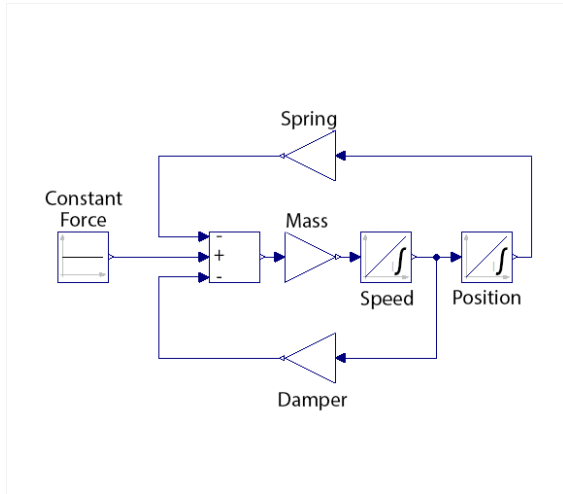 Spring
Constant
Force
Mass
-
+
-
∫
∫
Speed
Position
Damper